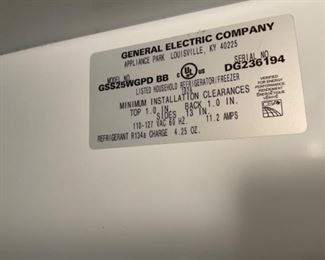 GENERAL ELECTRIC COMPANY
APPLIANCE PARK LOUISVILLE, KY 40225
MODEL NO.
GSS25WGPD BB
SERIAL NO.
DG236194
UL
LISTED HOUSEHOLD REFRIGERATOR/FREEZER
MINIMUM INSTALLATION CLEARANCES
TOP 1.0 IN. BACK 1.0 IN.
SIDES .13 IN.
110-127 VAC 60 HZ. 11.2 AMPS
REFRIGERANT R134a CHARGE 4.25 OZ.